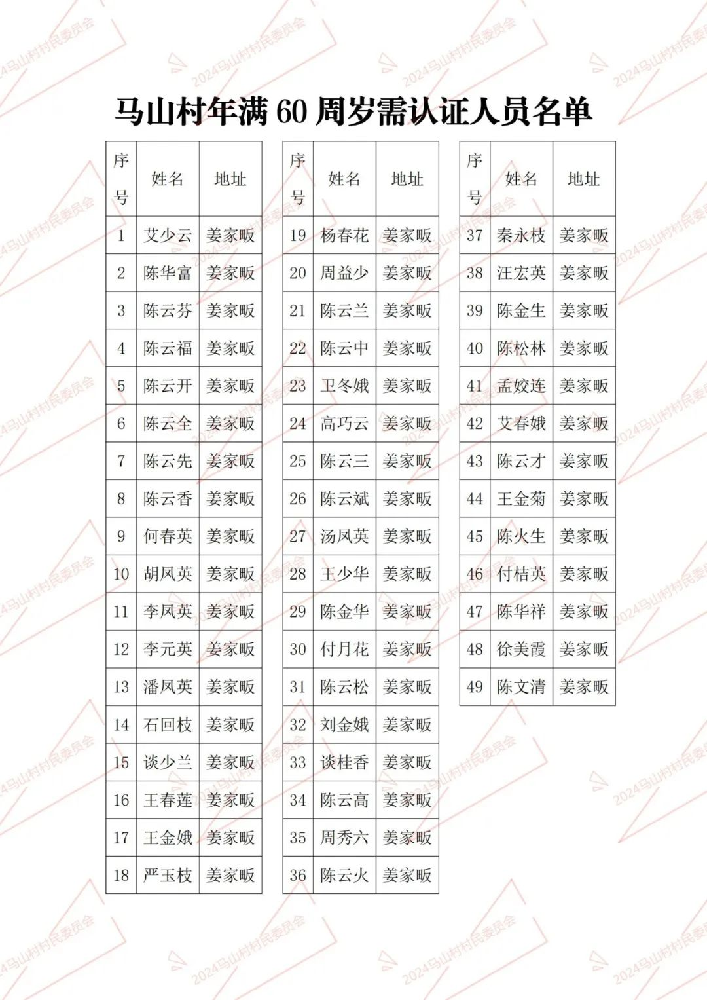 马山村年满 60 周岁需认证人员名单
序号 姓名 地址
1 艾少云 姜家畈
2 陈华富 姜家畈
3 陈云芬 姜家畈
4 陈云福 姜家畈
5 陈云开 姜家畈
6 陈云全 姜家畈
7 陈云先 姜家畈
8 陈云香 姜家畈
9 何春英 姜家畈
10 胡凤英 姜家畈
11 李凤英 姜家畈
12 李元英 姜家畈
13 潘凤英 姜家畈
14 石回枝 姜家畈
15 谈少兰 姜家畈
16 王春莲 姜家畈
17 王金娥 姜家畈
18 严玉枝 姜家畈
序号 姓名 地址
19 杨春花 姜家畈
20 周益少 姜家畈
21 陈云兰 姜家畈
22 陈云中 姜家畈
23 卫冬娥 姜家畈
24 高巧云 姜家畈
25 陈云三 姜家畈
26 陈云斌 姜家畈
27 汤凤英 姜家畈
28 王少华 姜家畈
29 陈金华 姜家畈
30 付月花 姜家畈
31 陈云松 姜家畈
32 刘金娥 姜家畈
33 谈桂香 姜家畈
34 陈云高 姜家畈
35 周秀六 姜家畈
36 陈云火 姜家畈
序号 姓名 地址
37 秦永枝 姜家畈
38 汪宏英 姜家畈
39 陈金生 姜家畈
40 陈松林 姜家畈
41 孟姣连 姜家畈
42 艾春娥 姜家畈
43 陈云才 姜家畈
44 王金菊 姜家畈
45 陈火生 姜家畈
46 付桔英 姜家畈
47 陈华祥 姜家畈
48 徐美霞 姜家畈
49 陈文清 姜家畈
2024马山村村民委员会